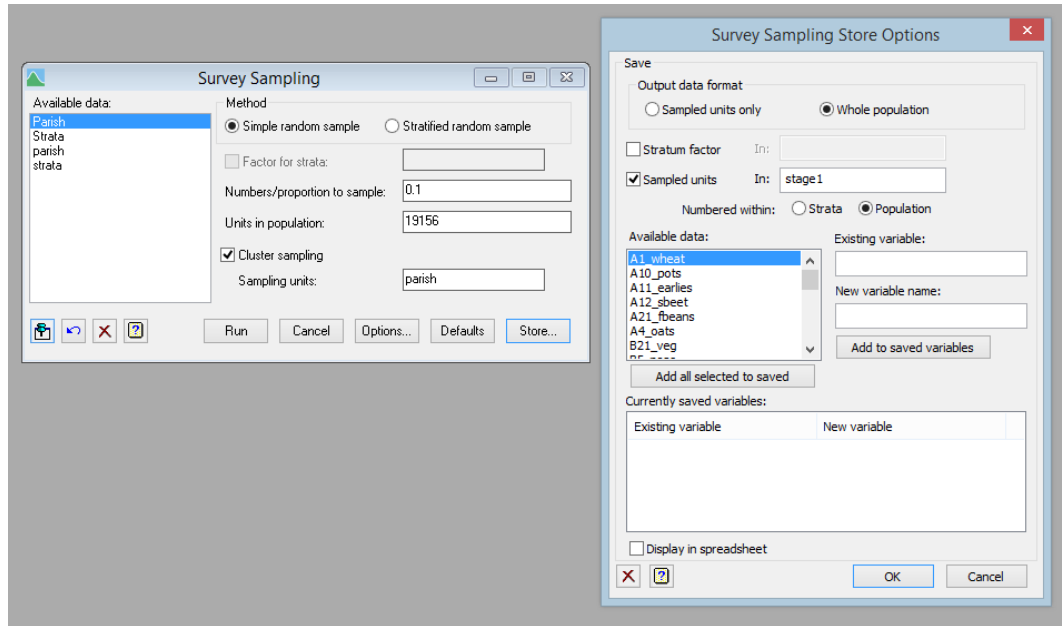 Survey Sampling
Available data:
Parish
Strata
parish
strata
Method
Simple random sample
Stratified random sample
Factor for strata:
Numbers/proportion to sample: 0.1
Units in population: 19156
Cluster sampling
Sampling units: parish
Run Cancel Options... Defaults Store...
Survey Sampling Store Options
Save
Output data format
Sampled units only Whole population
Stratum factor In:
Sampled units In: stage1
Numbered within: Strata Population
Available data:
A1_wheat
A10_pots
A11_earlies
A12_sbeet
A21_fbeans
A4_oats
B21_veg
Existing variable:
New variable name:
Add to saved variables
Add all selected to saved
Currently saved variables:
Existing variable New variable
Display in spreadsheet
OK Cancel